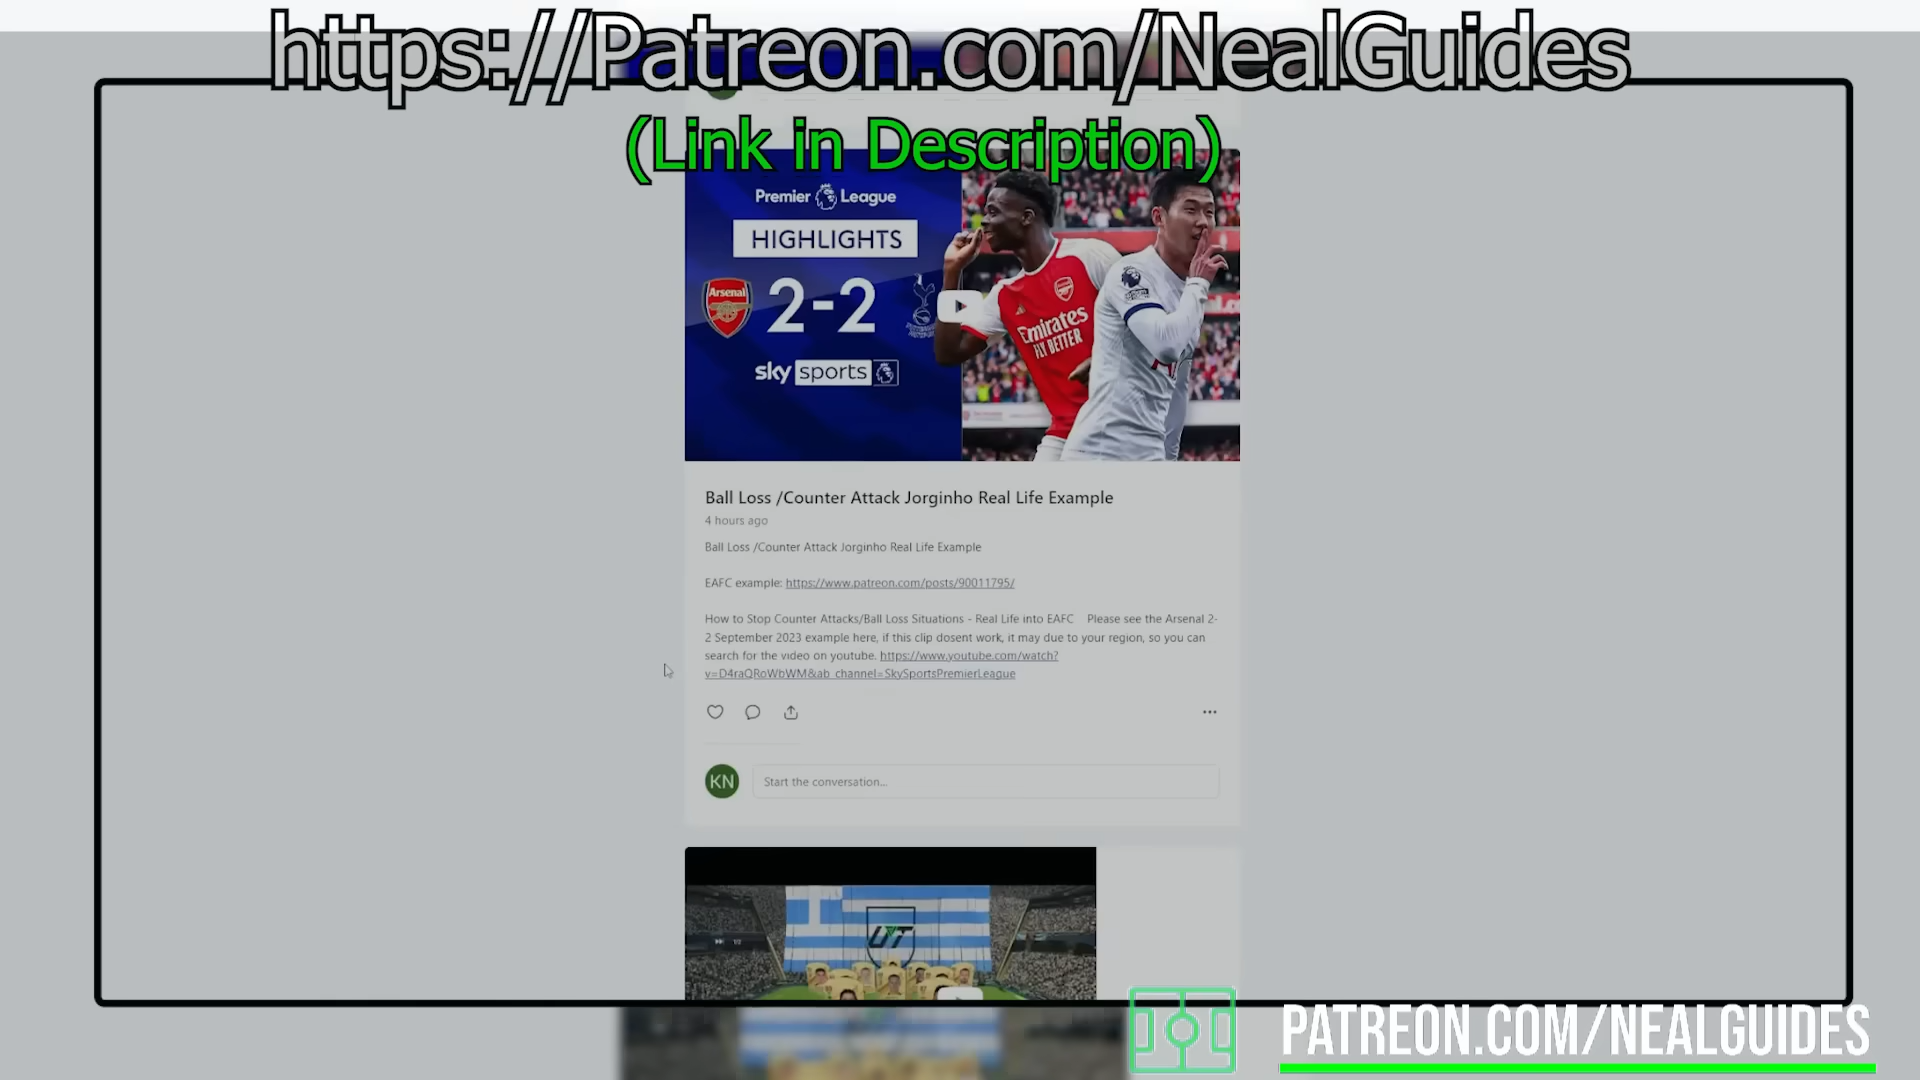 https://Patreon.com/NealGuides
(Link in Description)
Premier League
HIGHLIGHTS
Arsenal
2-2
sky sports
Emirates
FLY BETTER
Ball Loss /Counter Attack Jorginho Real Life Example
4 hours ago
Ball Loss /Counter Attack Jorginho Real Life Example
EAFC example: https://www.patreon.com/posts/90011795/
How to Stop Counter Attacks/Ball Loss Situations - Real Life into EAFC Please see the Arsenal 2-
2 September 2023 example here, if this clip dosent work, it may due to your region, so you can
search for the video on youtube. https://www.youtube.com/watch?
v=D4raQRoWbWM&ab_channel=SkySportsPremierLeague
KN
Start the conversation...
UT
PATREON.COM/NEALGUIDES